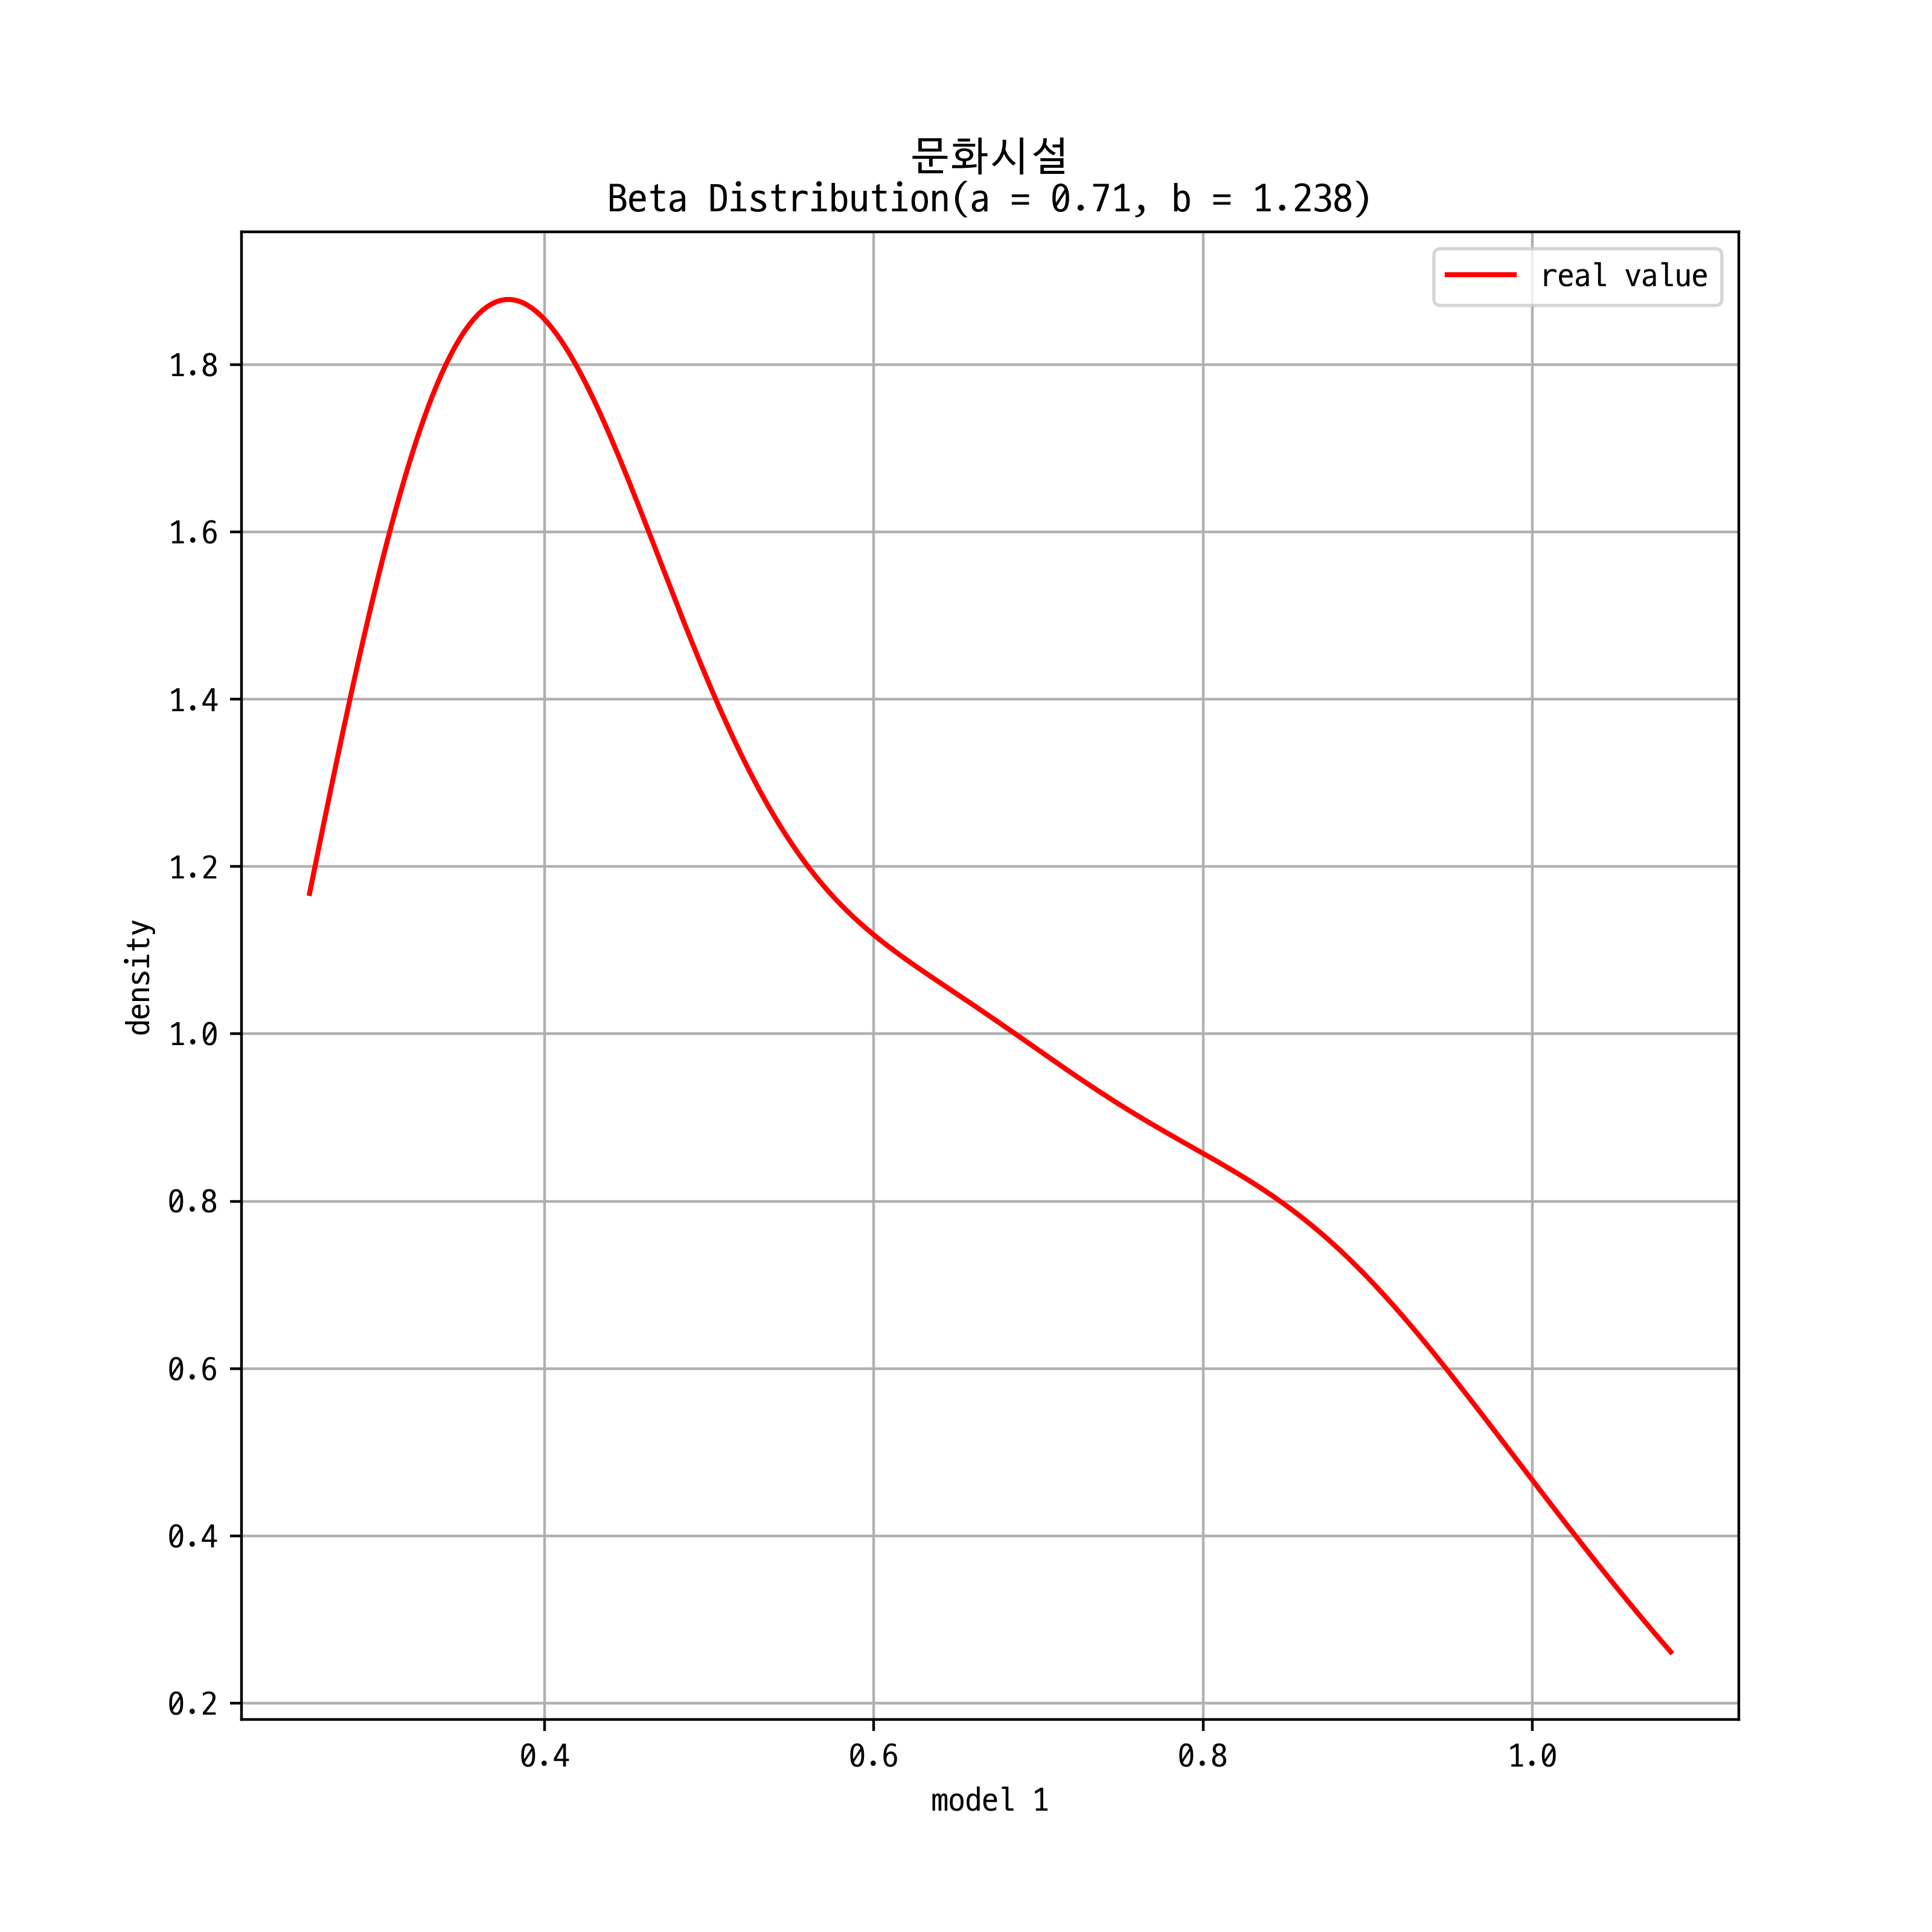 문화시설
Beta Distribution(a = 0.71, b = 1.238)
real value
1.8
1.6
1.4
1.2
1.0
0.8
0.6
0.4
0.2
density
0.4
0.6
0.8
1.0
model 1